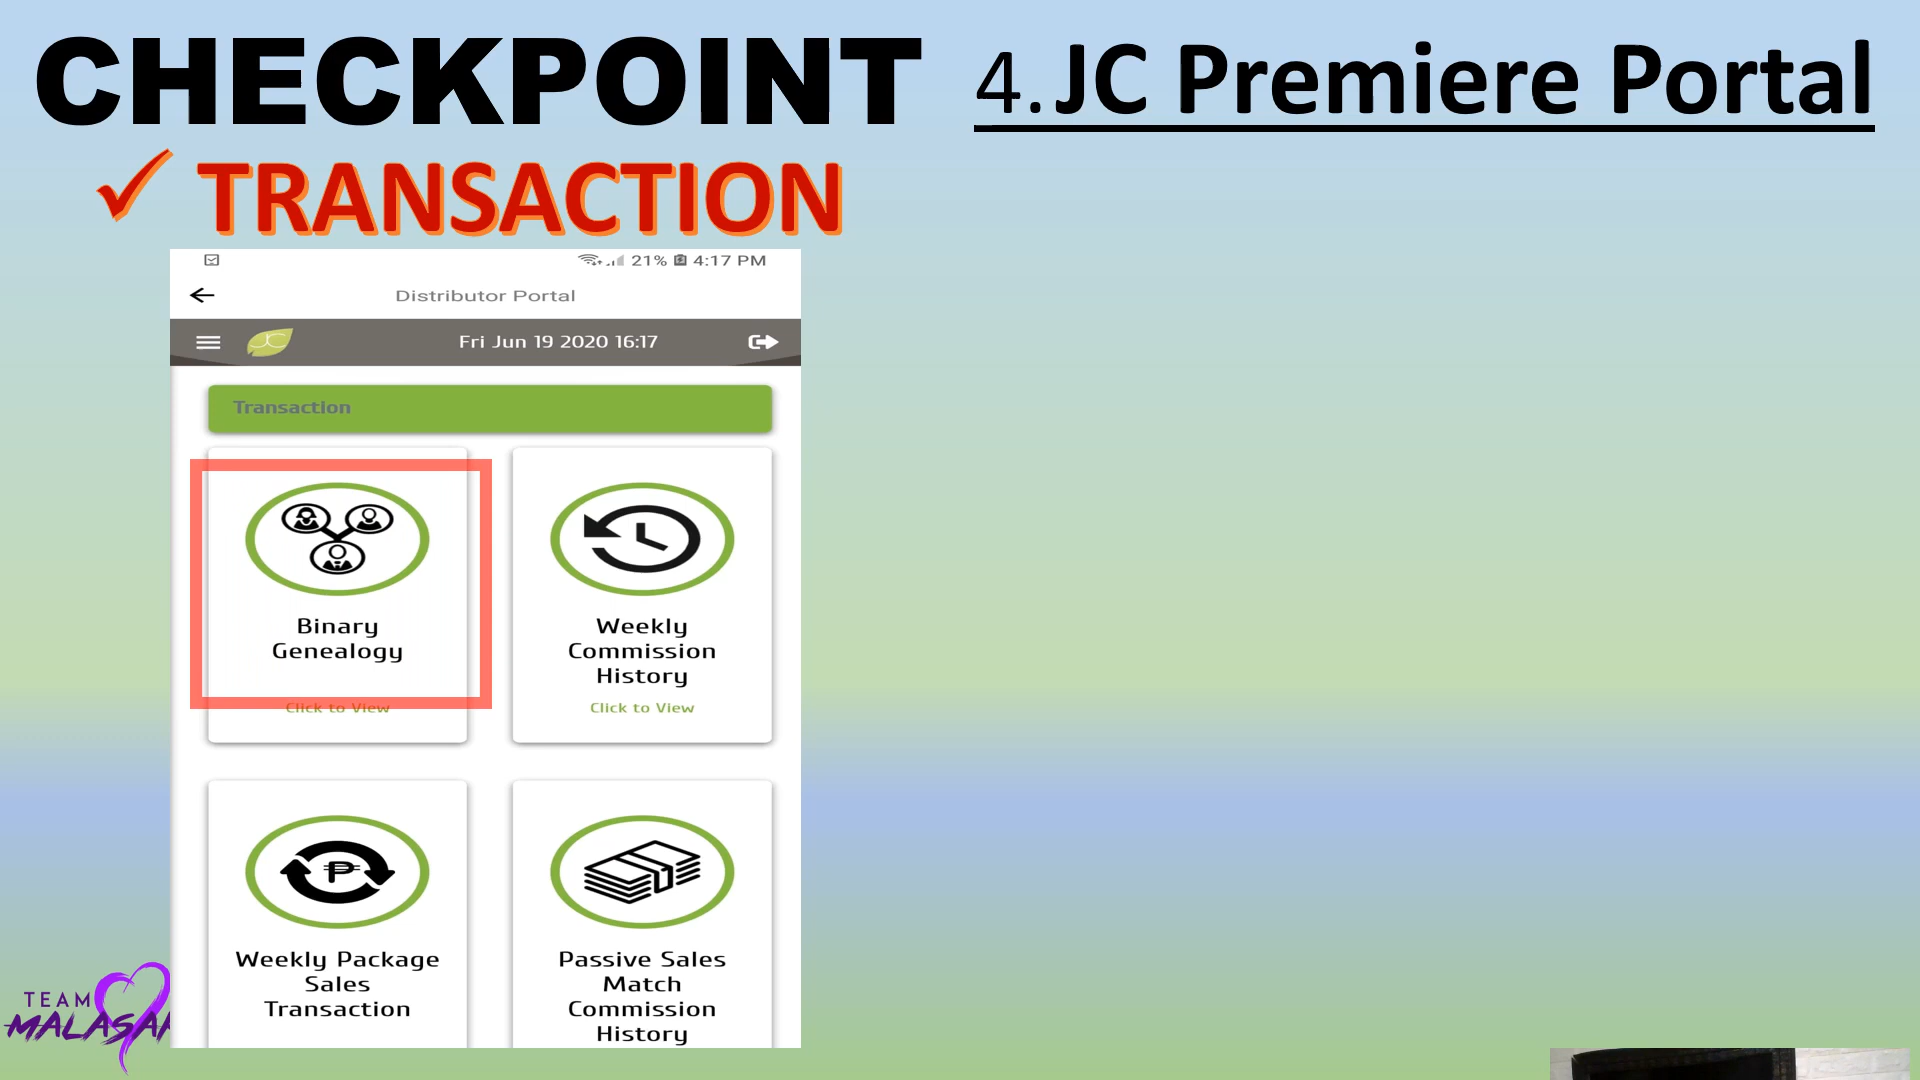 CHECKPOINT
4. JC Premiere Portal
✓ TRANSACTION
21% 4:17 PM
Distributor Portal
JC
Fri Jun 19 2020 16:17
Transaction
Binary
Genealogy
Click to View
Weekly
Commission
History
Click to View
₱
Weekly Package
Sales
Transaction
Passive Sales
Match
Commission
History
TEAM